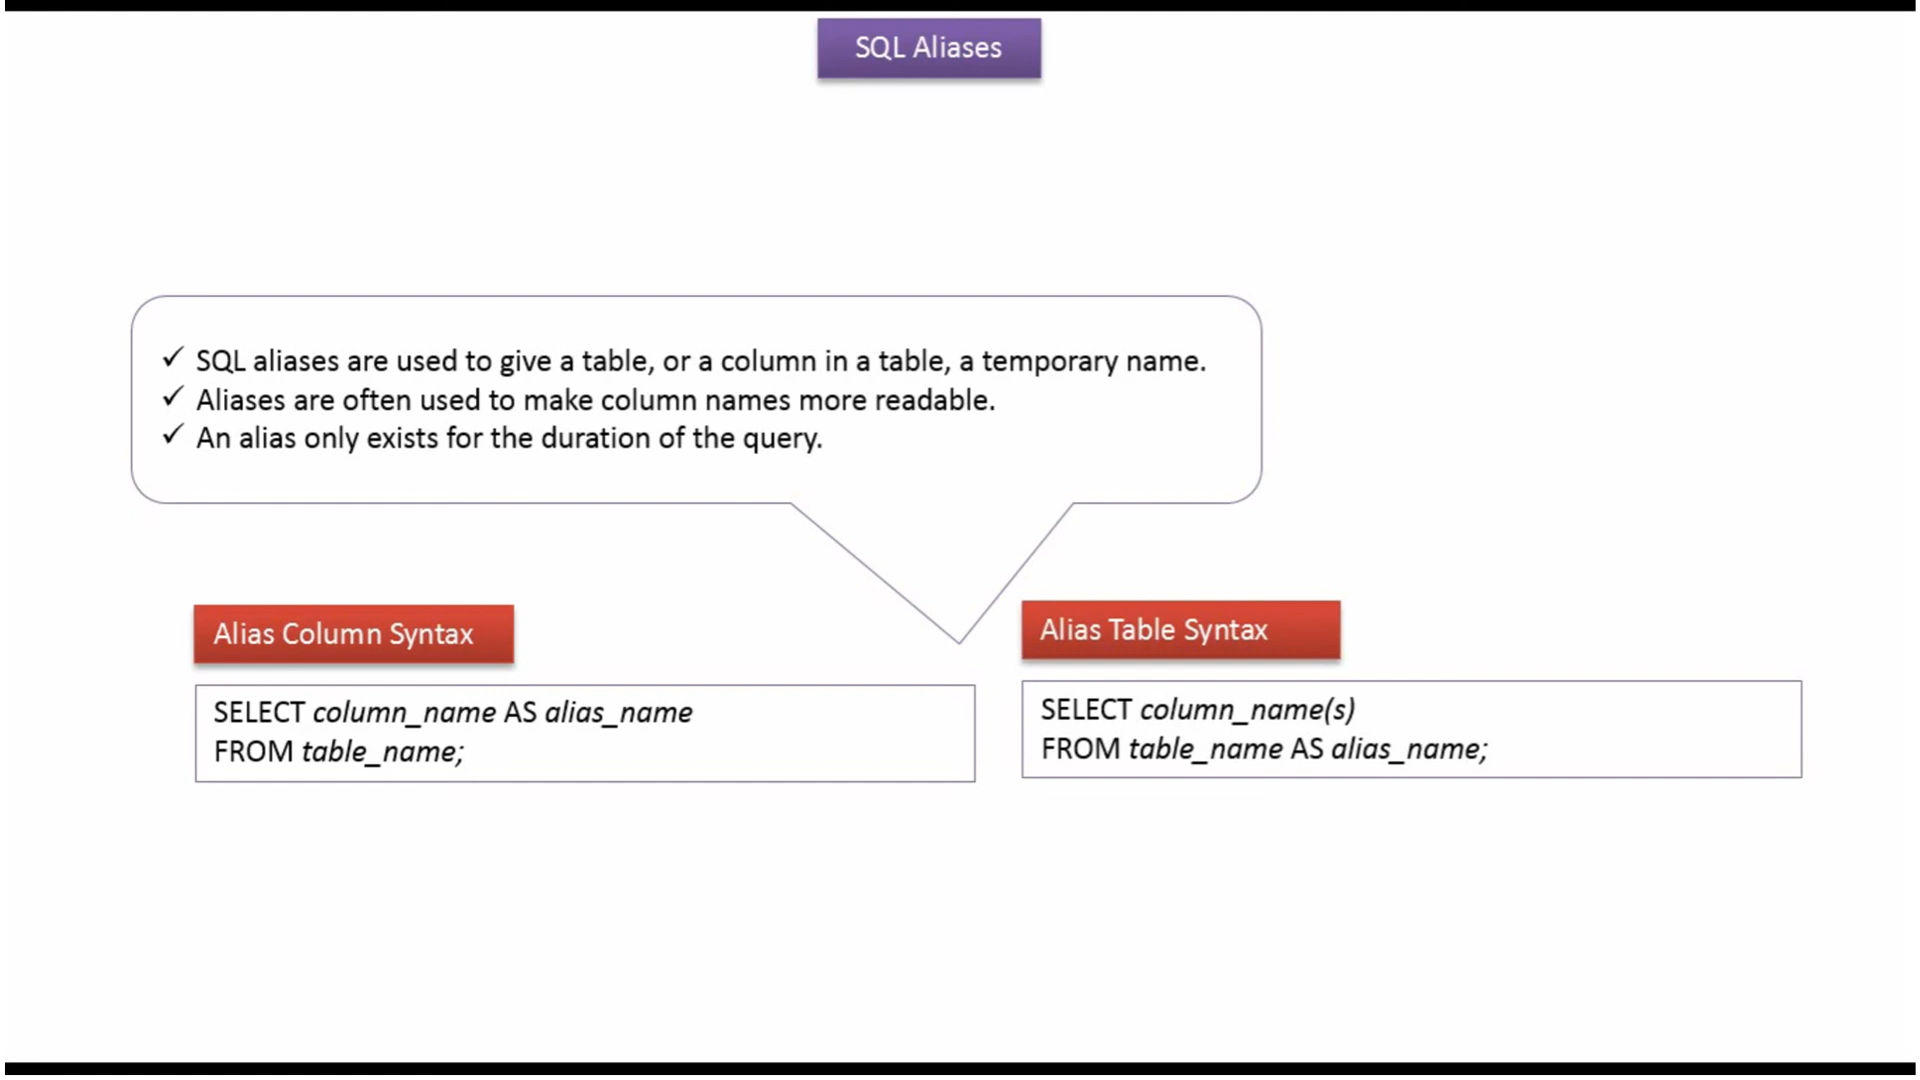 SQL Aliases
✓ SQL aliases are used to give a table, or a column in a table, a temporary name.
✓ Aliases are often used to make column names more readable.
✓ An alias only exists for the duration of the query.
Alias Column Syntax
SELECT column_name AS alias_name
FROM table_name;
Alias Table Syntax
SELECT column_name(s)
FROM table_name AS alias_name;